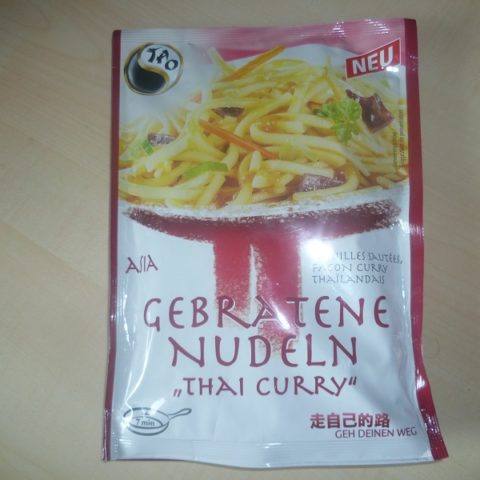 TAO
NEU
ASIA
SAUTÉES,
FAÇON CURRY
THAÏLANDAIS
GEBRATENE
NUDELN
„THAI CURRY“
7 min
走自己的路
GEH DEINEN WEG